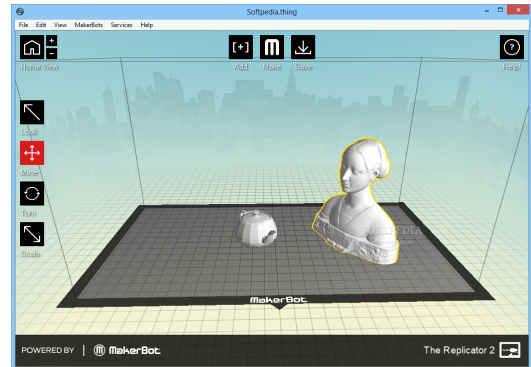 Softpedia.thing
File Edit View MakerBots Services Help
+
-
Home View
[+]
Add
M
Make
Save
?
Help!
Look
Move
Turn
Scale
SOFTPEDIA
MakerBot
POWERED BY | M MakerBot
The Replicator 2